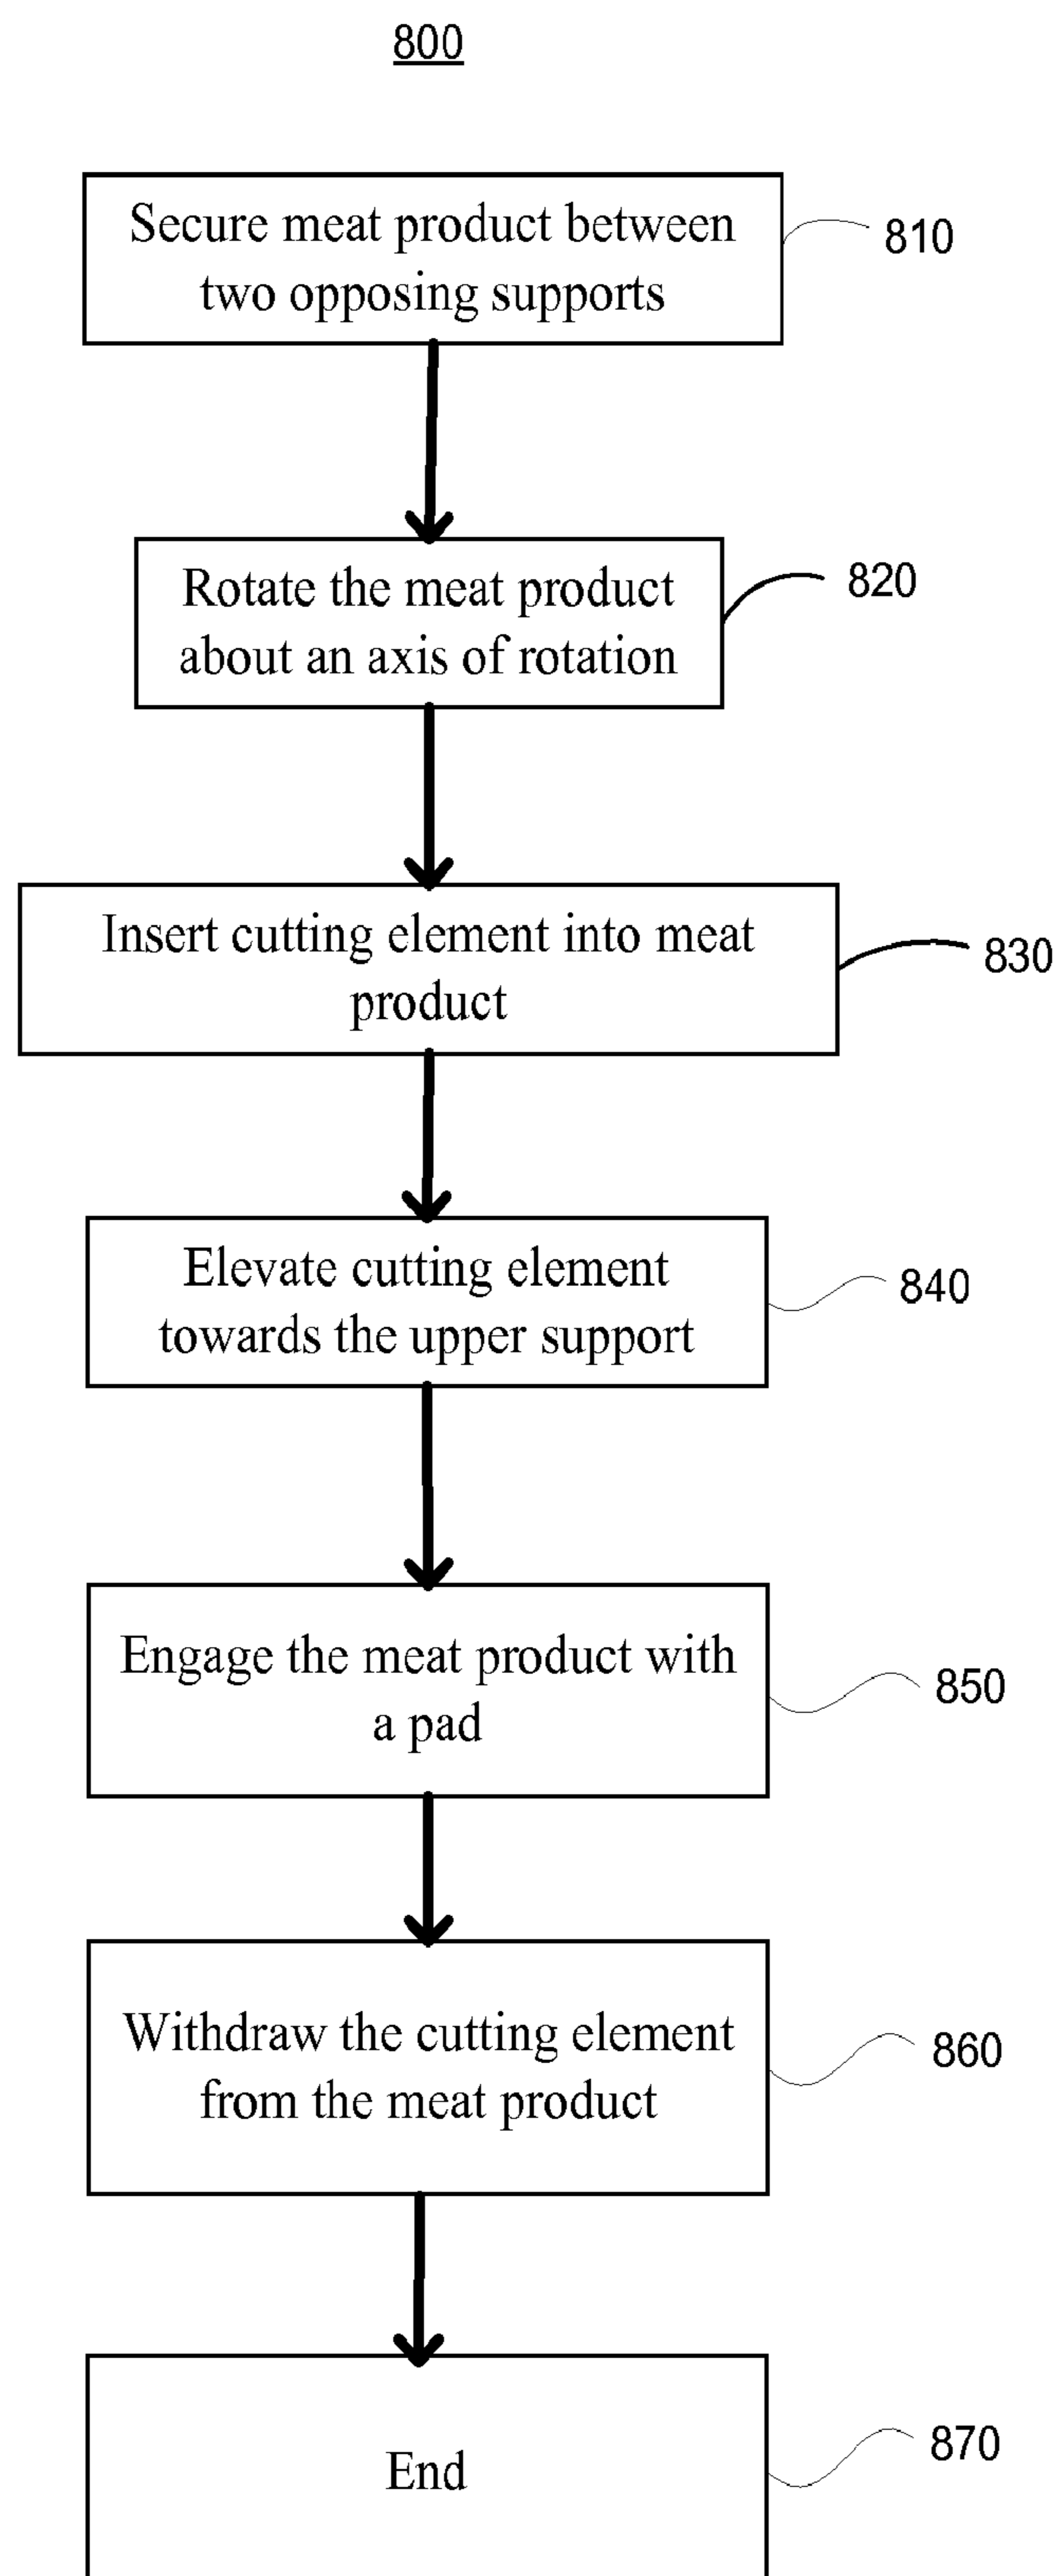 800
Secure meat product between
two opposing supports
810
Rotate the meat product
about an axis of rotation
820
Insert cutting element into meat
product
830
Elevate cutting element
towards the upper support
840
Engage the meat product with
a pad
850
Withdraw the cutting element
from the meat product
860
End
870